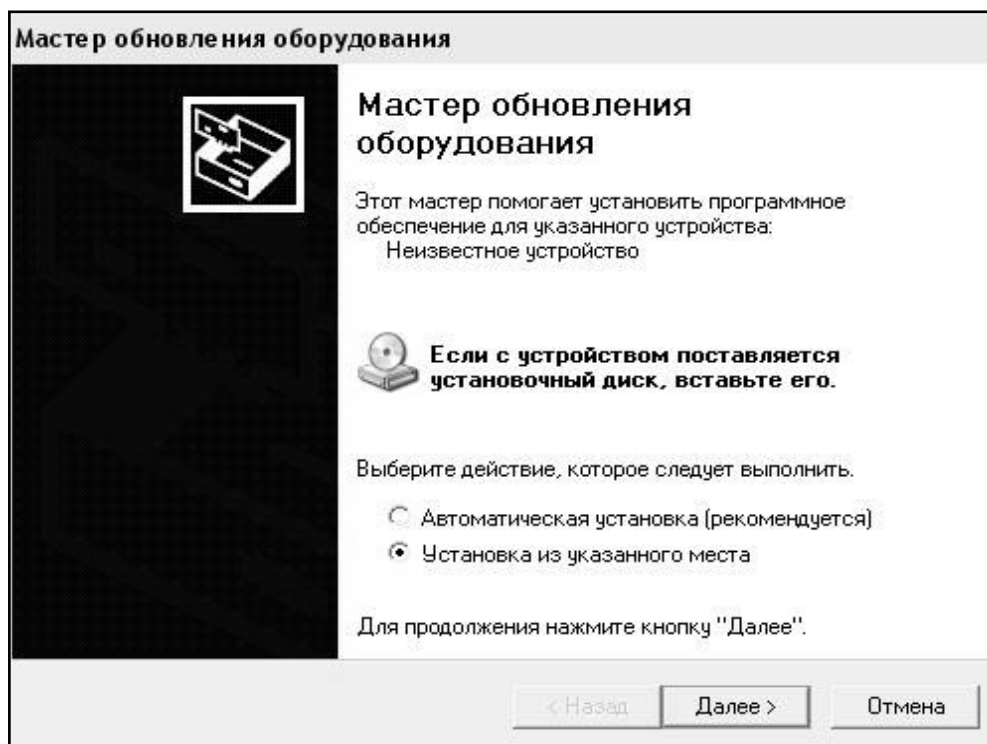 Мастер обновления оборудования
Мастер обновления
оборудования
Этот мастер помогает установить программное
обеспечение для указанного устройства:
Неизвестное устройство
Если с устройством поставляется
установочный диск, вставьте его.
Выберите действие, которое следует выполнить.
Автоматическая установка (рекомендуется)
Установка из указанного места
Для продолжения нажмите кнопку "Далее".
< Назад
Далее >
Отмена